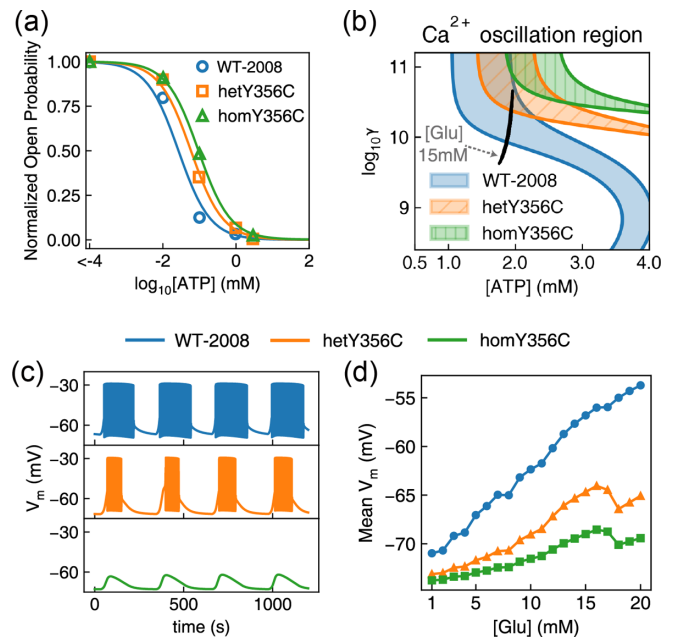 (a)
Normalized Open Probability
1.00
0.75
0.50
0.25
0.00
WT-2008
hetY356C
homY356C
<-4
−2
−1
0
2
log10[ATP] (mM)
(b)
Ca2+ oscillation region
log10γ
11
10
9
[Glu]
15mM
WT-2008
hetY356C
homY356C
0.5
1.0
2.0
3.0
4.0
[ATP] (mM)
WT-2008
hetY356C
homY356C
(c)
Vm (mV)
−30
−60
−30
−60
−30
−60
0
500
1000
time (s)
(d)
Mean Vm (mV)
−55
−60
−65
−70
1
5
10
15
20
[Glu] (mM)